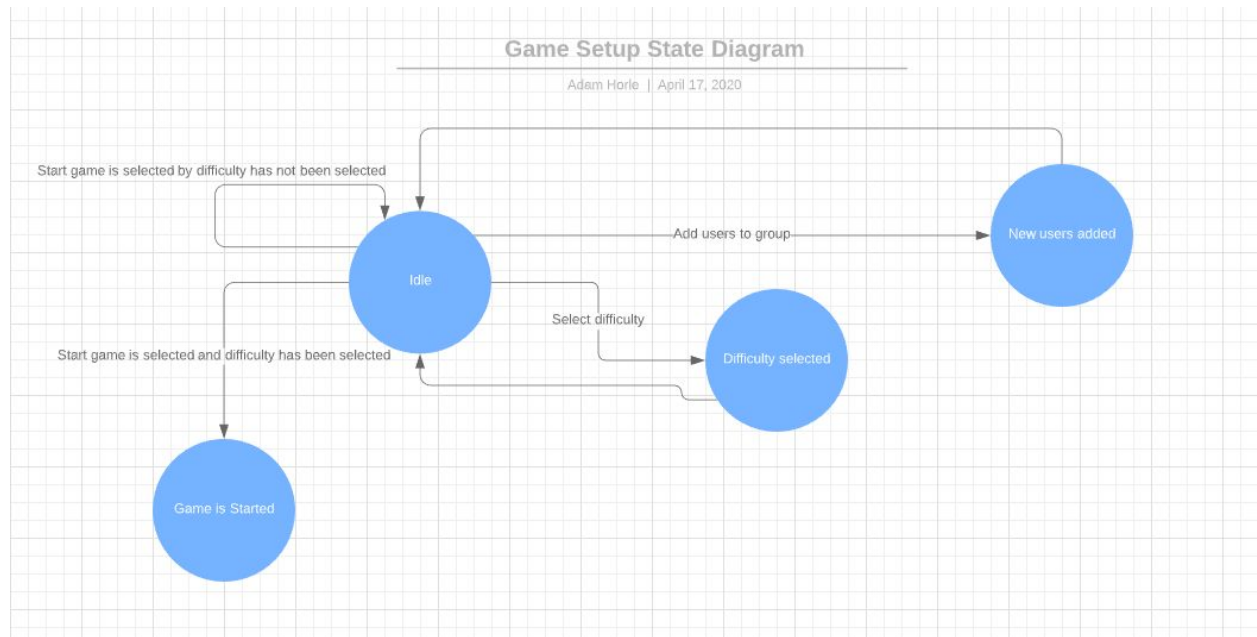 Game Setup State Diagram
Adam Horle | April 17, 2020
Start game is selected by difficulty has not been selected
Add users to group
New users added
Idle
Select difficulty
Start game is selected and difficulty has been selected
Difficulty selected
Game is Started